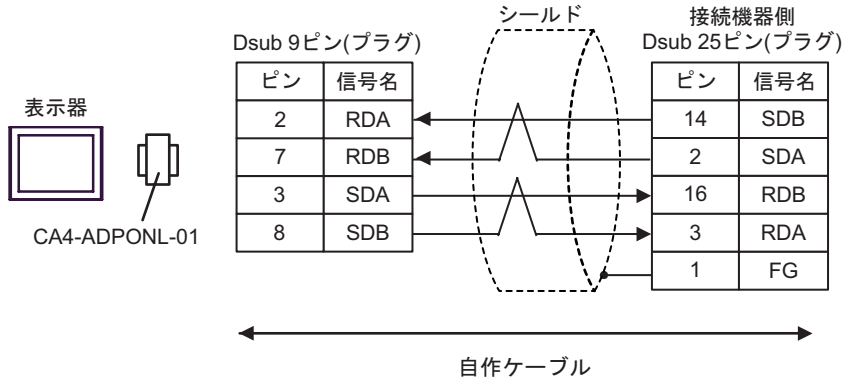 シールド
接続機器側
Dsub 9ピン(プラグ)
Dsub 25ピン(プラグ)
ピン 信号名
ピン 信号名
表示器
2 RDA
14 SDB
7 RDB
2 SDA
3 SDA
16 RDB
8 SDB
3 RDA
1 FG
CA4-ADPONL-01
自作ケーブル